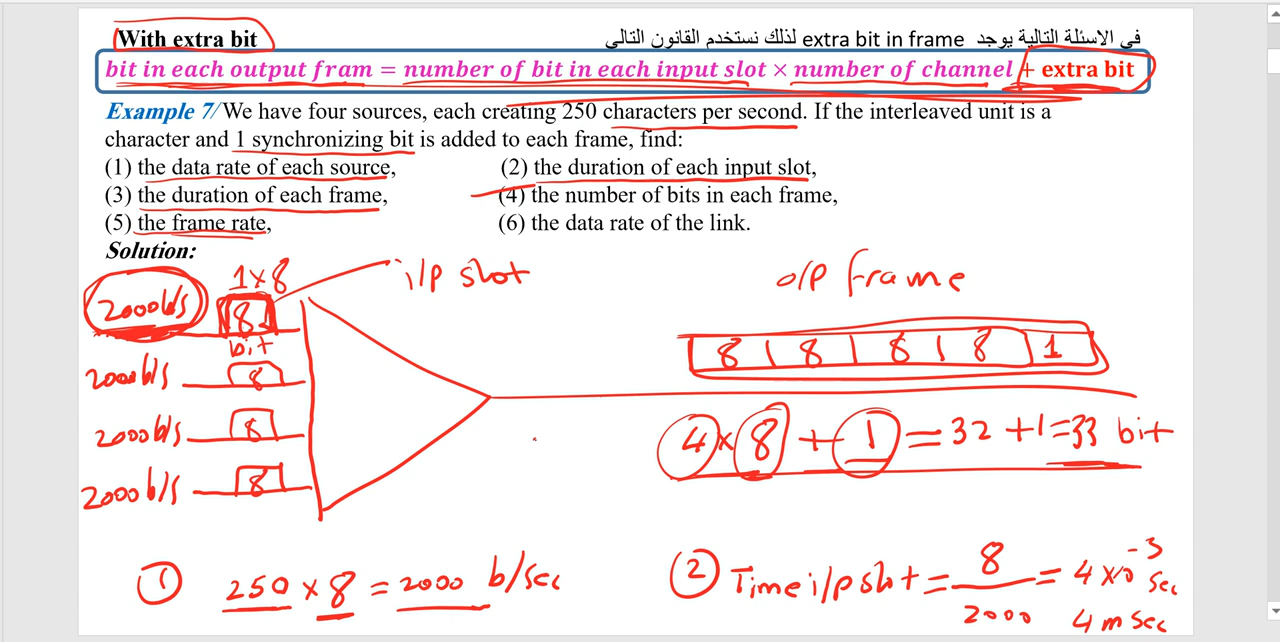 With extra bit
في الاسئلة التالية يوجد extra bit in frame لذلك نستخدم القانون التالي
bit in each output fram = number of bit in each input slot × number of channel + extra bit
Example 7/ We have four sources, each creating 250 characters per second. If the interleaved unit is a
character and 1 synchronizing bit is added to each frame, find:
(1) the data rate of each source, (2) the duration of each input slot,
(3) the duration of each frame, (4) the number of bits in each frame,
(5) the frame rate, (6) the data rate of the link.
Solution:
1×8 i/p slot o/p frame
2000b/s 8
bit
8 | 8 | 8 | 8 | 1
2000b/s 8
2000b/s 8
4×8 + 1 = 32 + 1 = 33 bit
2000b/s 8
① 250 × 8 = 2000 b/sec
② Time i/p slot = 8/2000 = 4×10⁻³ sec
4 m sec